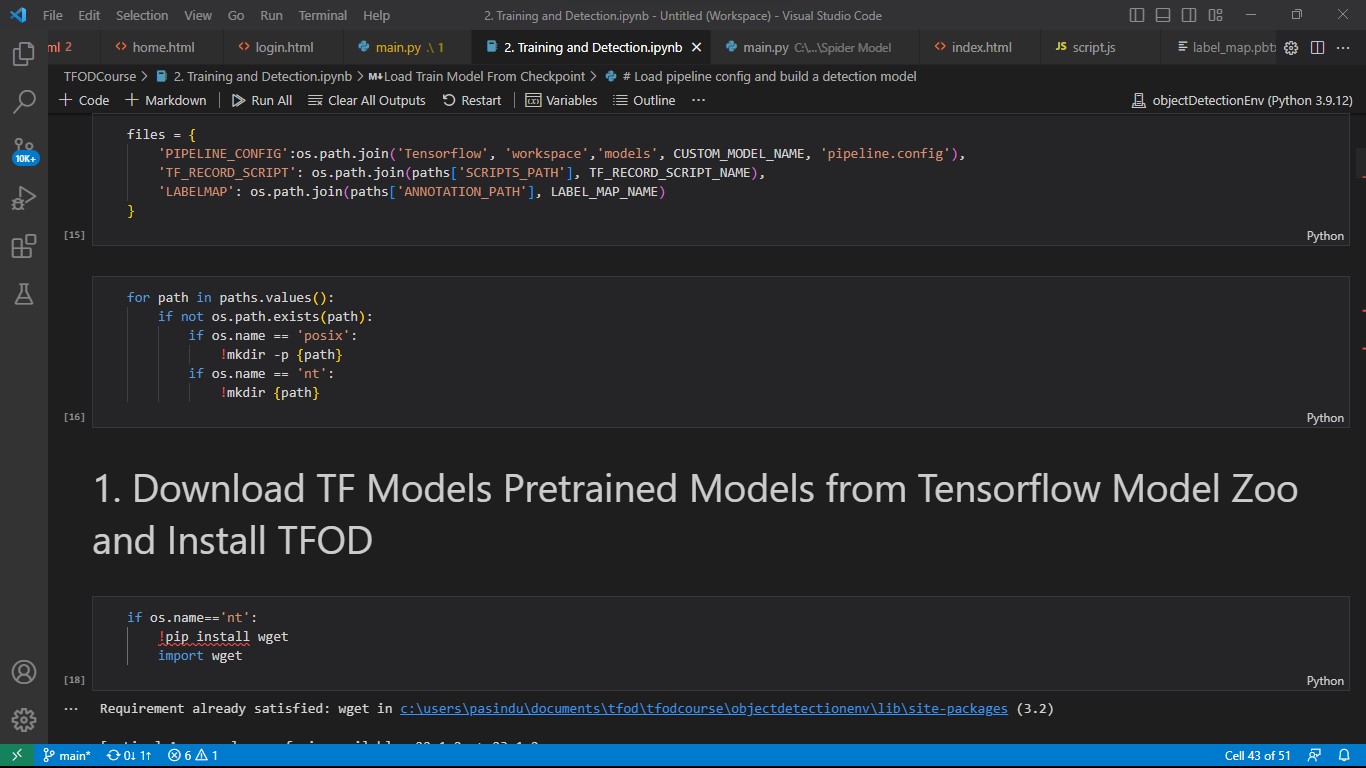 File Edit Selection View Go Run Terminal Help 2. Training and Detection.ipynb - Untitled (Workspace) - Visual Studio Code
ml 2 home.html login.html main.py .\ 1 2. Training and Detection.ipynb main.py C:\...\Spider Model index.html JS script.js label_map.pbt
TFODCourse > 2. Training and Detection.ipynb > M↓Load Train Model From Checkpoint > # Load pipeline config and build a detection model
+ Code + Markdown Run All Clear All Outputs Restart Variables Outline ··· objectDetectionEnv (Python 3.9.12)
files = {
'PIPELINE_CONFIG':os.path.join('Tensorflow', 'workspace','models', CUSTOM_MODEL_NAME, 'pipeline.config'),
'TF_RECORD_SCRIPT': os.path.join(paths['SCRIPTS_PATH'], TF_RECORD_SCRIPT_NAME),
'LABELMAP': os.path.join(paths['ANNOTATION_PATH'], LABEL_MAP_NAME)
}
[15] Python
for path in paths.values():
if not os.path.exists(path):
if os.name == 'posix':
!mkdir -p {path}
if os.name == 'nt':
!mkdir {path}
[16] Python
1. Download TF Models Pretrained Models from Tensorflow Model Zoo
and Install TFOD
if os.name=='nt':
!pip install wget
import wget
[18] Python
··· Requirement already satisfied: wget in c:\users\pasindu\documents\tfod\tfodcourse\objectdetectionenv\lib\site-packages (3.2)
10K+
main* 0↓ 1↑ 6 1 Cell 43 of 51